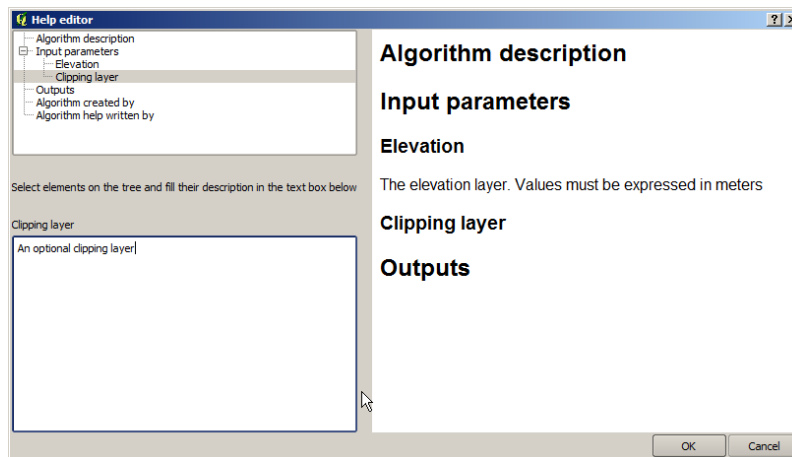 Help editor
Algorithm description
Input parameters
Elevation
Clipping layer
Outputs
Algorithm created by
Algorithm help written by
Select elements on the tree and fill their description in the text box below
Clipping layer
An optional clipping layer
Algorithm description
Input parameters
Elevation
The elevation layer. Values must be expressed in meters
Clipping layer
Outputs
OK
Cancel